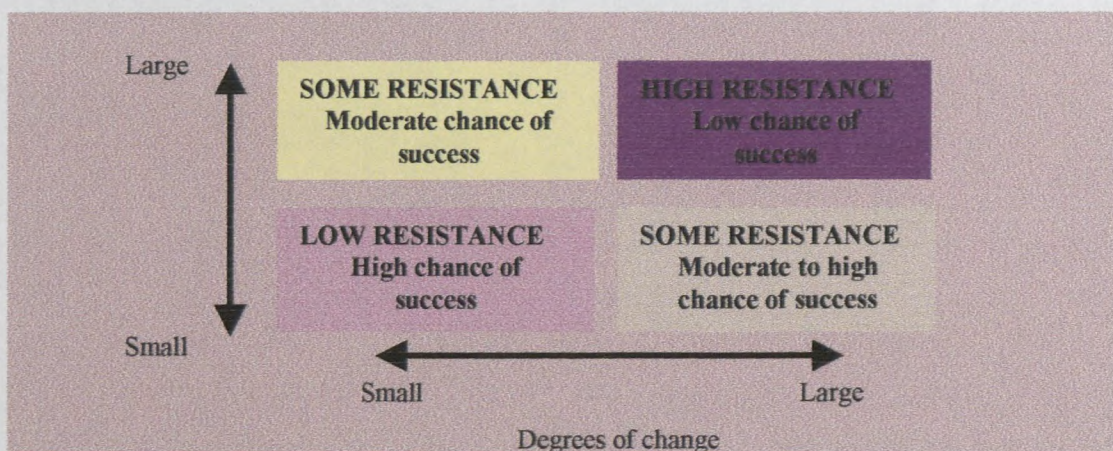 Large
SOME RESISTANCE
Moderate chance of
success
HIGH RESISTANCE
Low chance of
success
LOW RESISTANCE
High chance of
success
SOME RESISTANCE
Moderate to high
chance of success
Small
Small
Large
Degrees of change